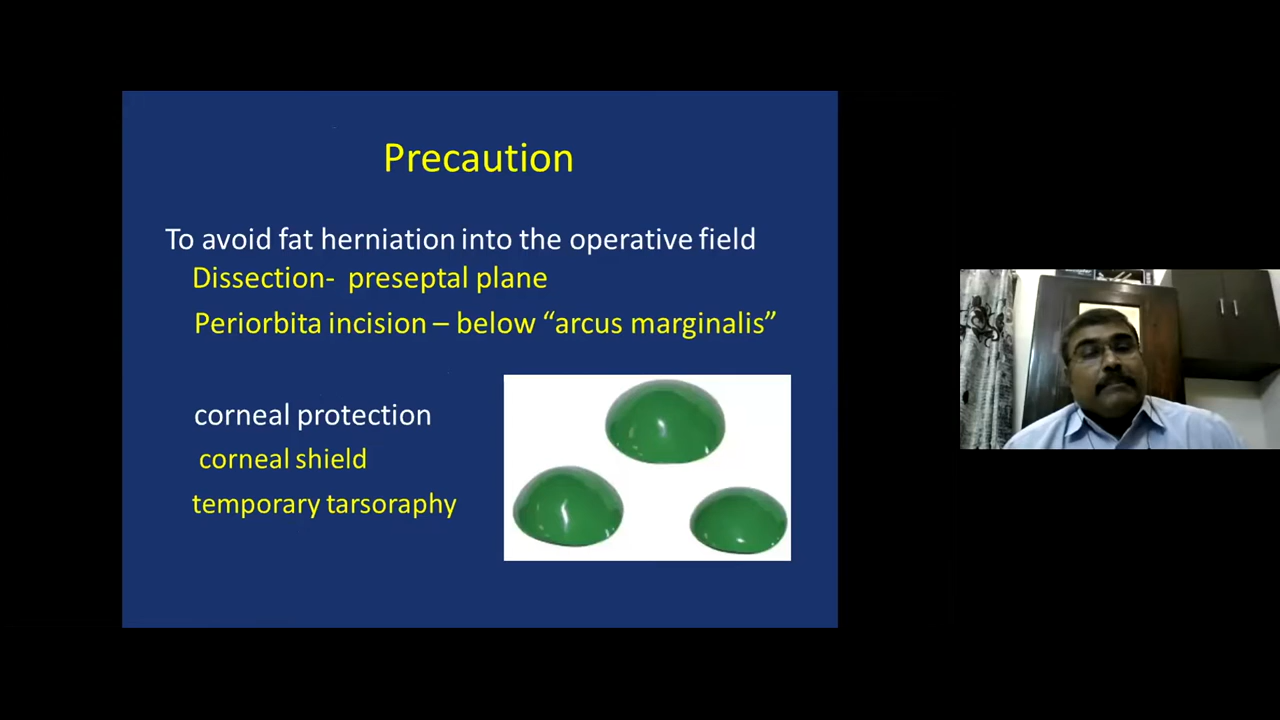 Precaution
To avoid fat herniation into the operative field
Dissection- preseptal plane
Periorbita incision – below “arcus marginalis”
corneal protection
corneal shield
temporary tarsoraphy